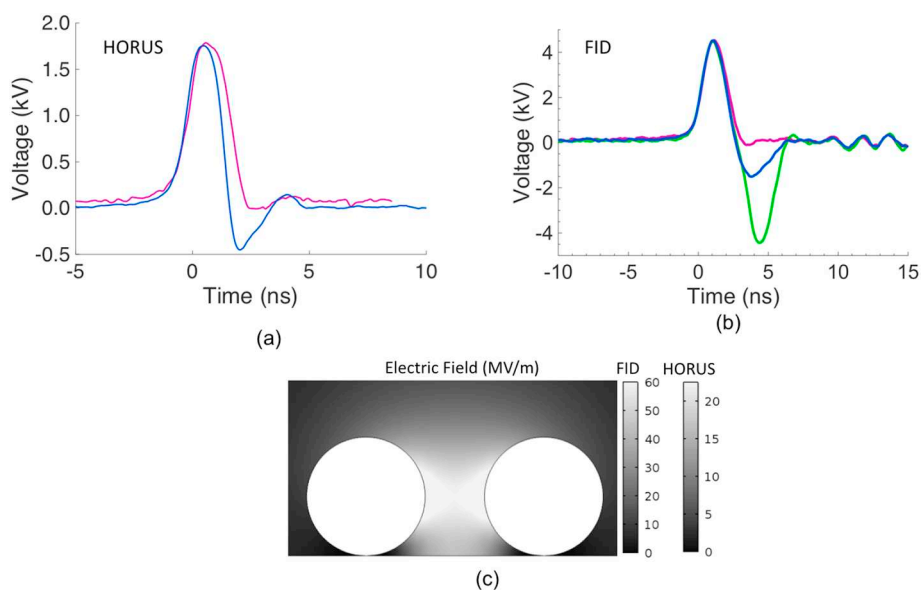 HORUS
Voltage (kV)
2.0
1.5
1.0
0.5
0.0
-0.5
-5
0
5
10
Time (ns)
(a)
FID
Voltage (kV)
4
2
0
-2
-4
-10
-5
0
5
10
15
Time (ns)
(b)
Electric Field (MV/m)
FID
HORUS
60
50
40
30
20
10
0
20
15
10
5
0
(c)